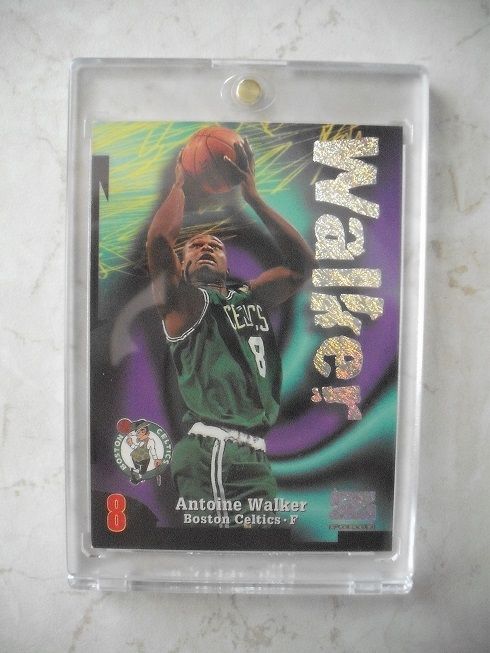 Walker
CELTICS
8
BOSTON CELTICS
8
Antoine Walker
Boston Celtics · F